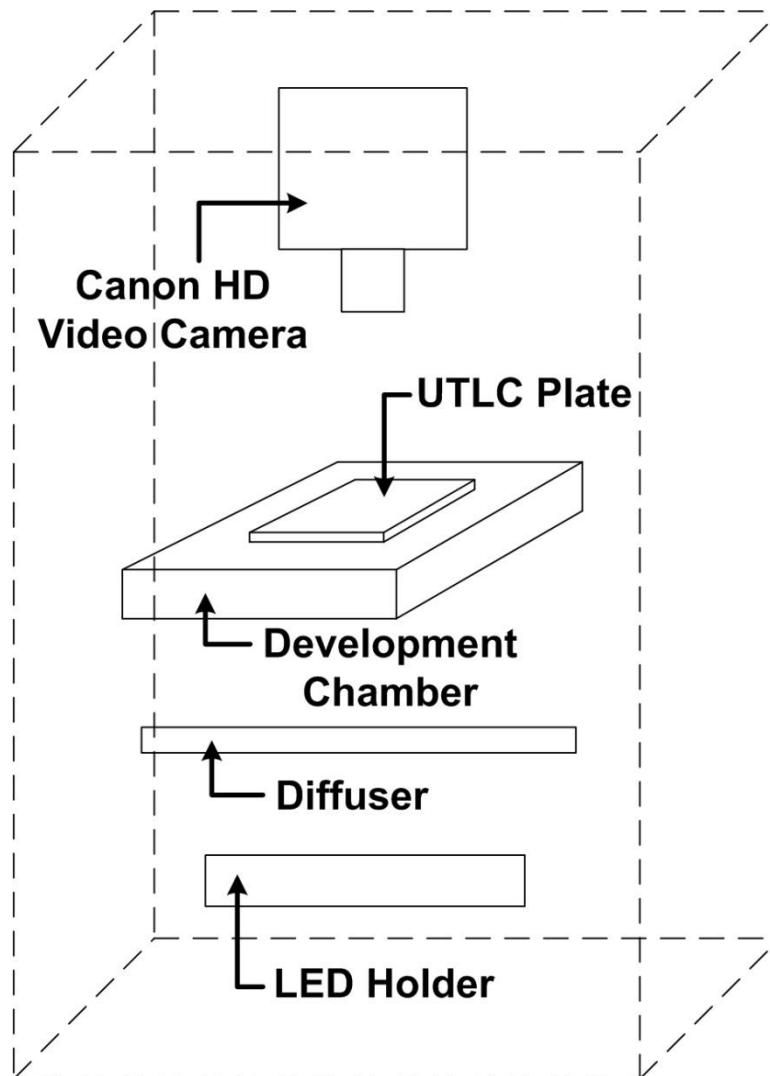 Canon HD
Video Camera
UTLC Plate
Development
Chamber
Diffuser
LED Holder